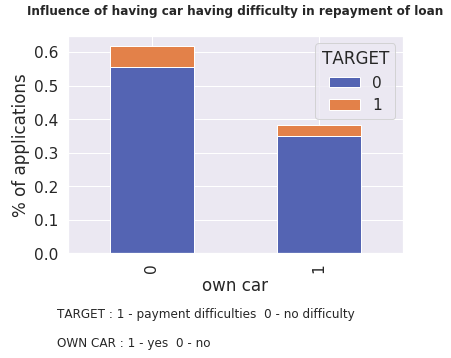 Influence of having car having difficulty in repayment of loan
TARGET
0
1
0.6
0.5
0.4
0.3
0.2
0.1
0.0
% of applications
0
1
own car
TARGET : 1 - payment difficulties  0 - no difficulty
OWN CAR : 1 - yes  0 - no